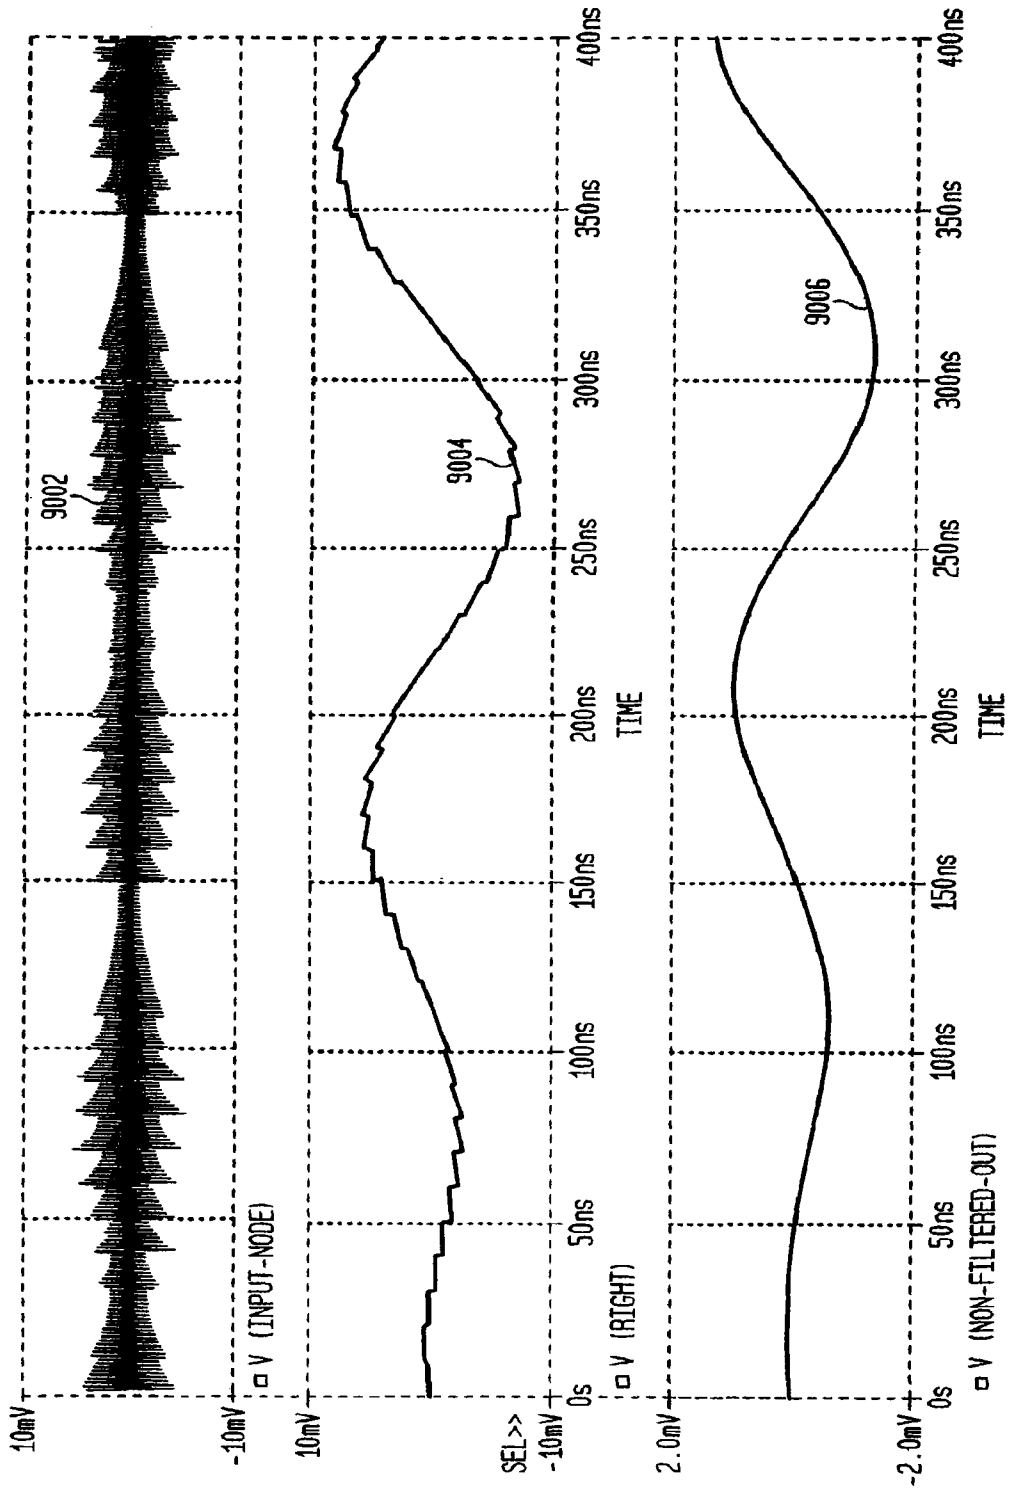 10mV
9002
-10mV
□ V (INPUT-NODE)
10mV
9004
SEL>>
-10mV
0s 50ns 100ns 150ns 200ns 250ns 300ns 350ns 400ns
□ V (RIGHT)
TIME
2.0mV
9006
-2.0mV
0s 50ns 100ns 150ns 200ns 250ns 300ns 350ns 400ns
□ V (NON-FILTERED-OUT)
TIME